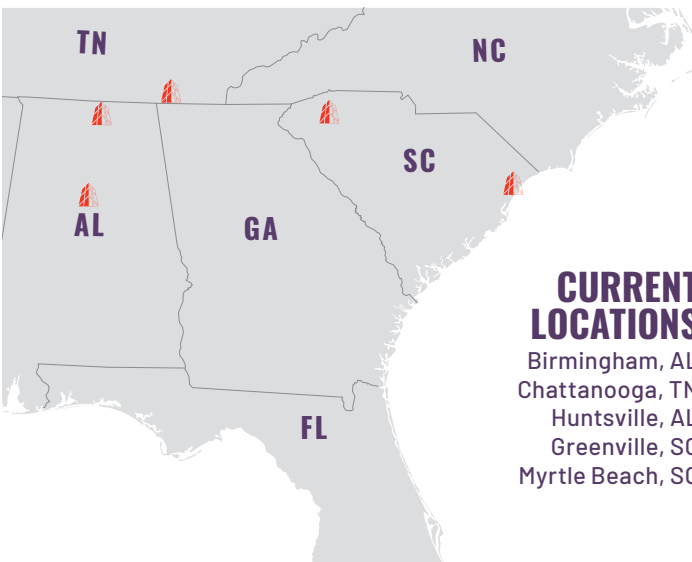 TN
NC
SC
AL
GA
FL
CURRENT
LOCATIONS
Birmingham, AL
Chattanooga, TN
Huntsville, AL
Greenville, SC
Myrtle Beach, SC